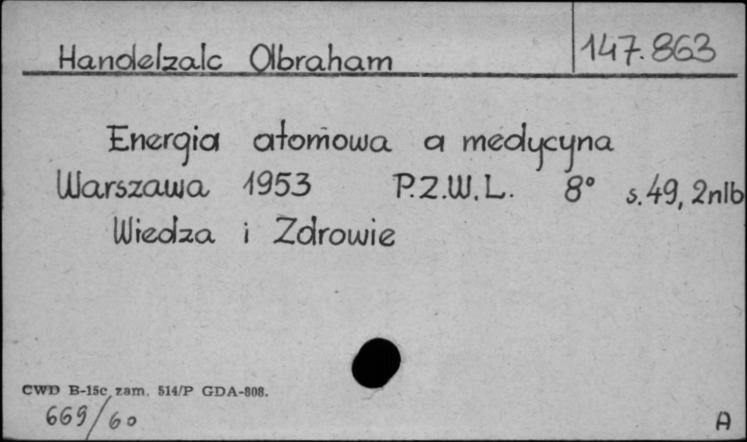 Handelzalc Abraham
147.863
Energia atomowa a medycyna
Warszawa 1953 P.Z.W.L. 8° s.49, 2nlb
Wiedza i Zdrowie
CWD B-15c zam. 514/P GDA-808.
669/60
A